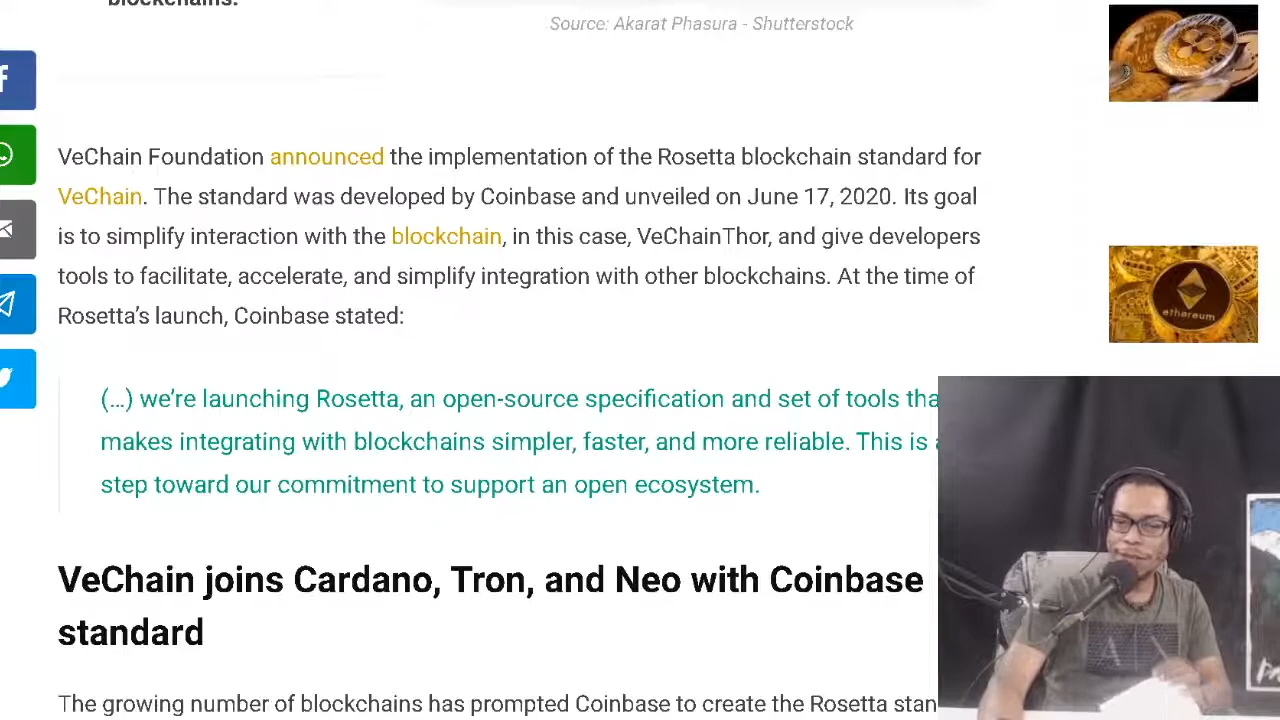 blockchains.
Source: Akarat Phasura - Shutterstock
VeChain Foundation announced the implementation of the Rosetta blockchain standard for
VeChain. The standard was developed by Coinbase and unveiled on June 17, 2020. Its goal
is to simplify interaction with the blockchain, in this case, VeChainThor, and give developers
tools to facilitate, accelerate, and simplify integration with other blockchains. At the time of
Rosetta's launch, Coinbase stated:
(...) we're launching Rosetta, an open-source specification and set of tools
makes integrating with blockchains simpler, faster, and more reliable. This is
step toward our commitment to support an open ecosystem.
VeChain joins Cardano, Tron, and Neo with Coinbase
standard
The growing number of blockchains has prompted Coinbase to create the Rosetta
ethereum